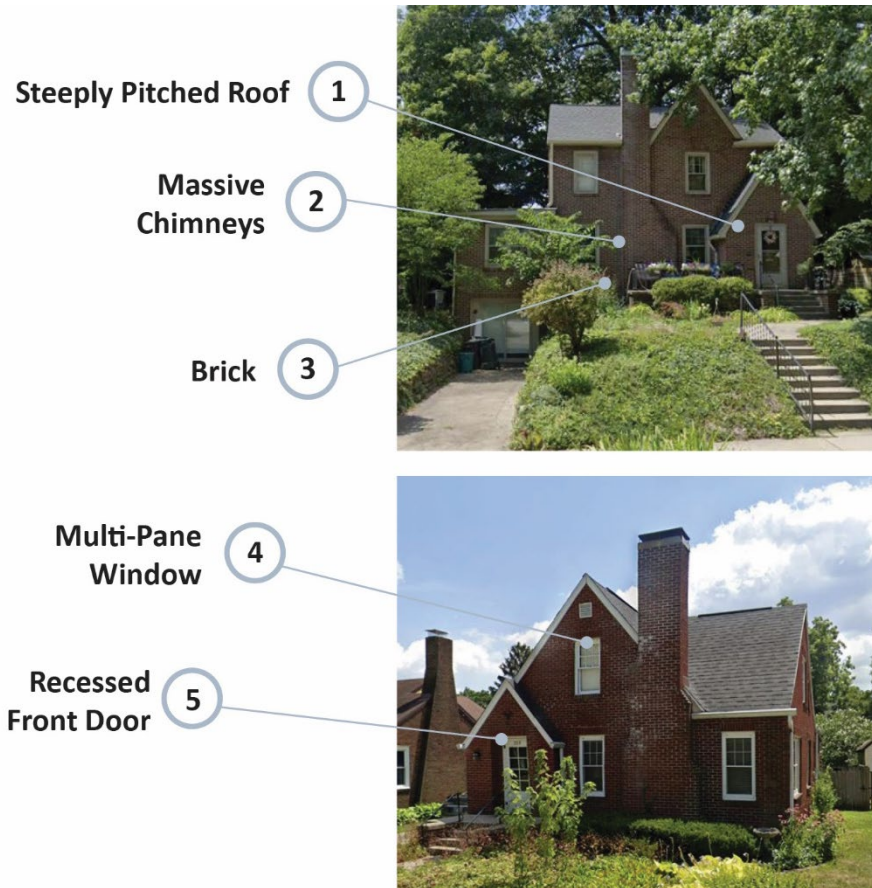 Steeply Pitched Roof 1
Massive
Chimneys
2
Brick 3
Multi-Pane
Window
4
Recessed
Front Door
5